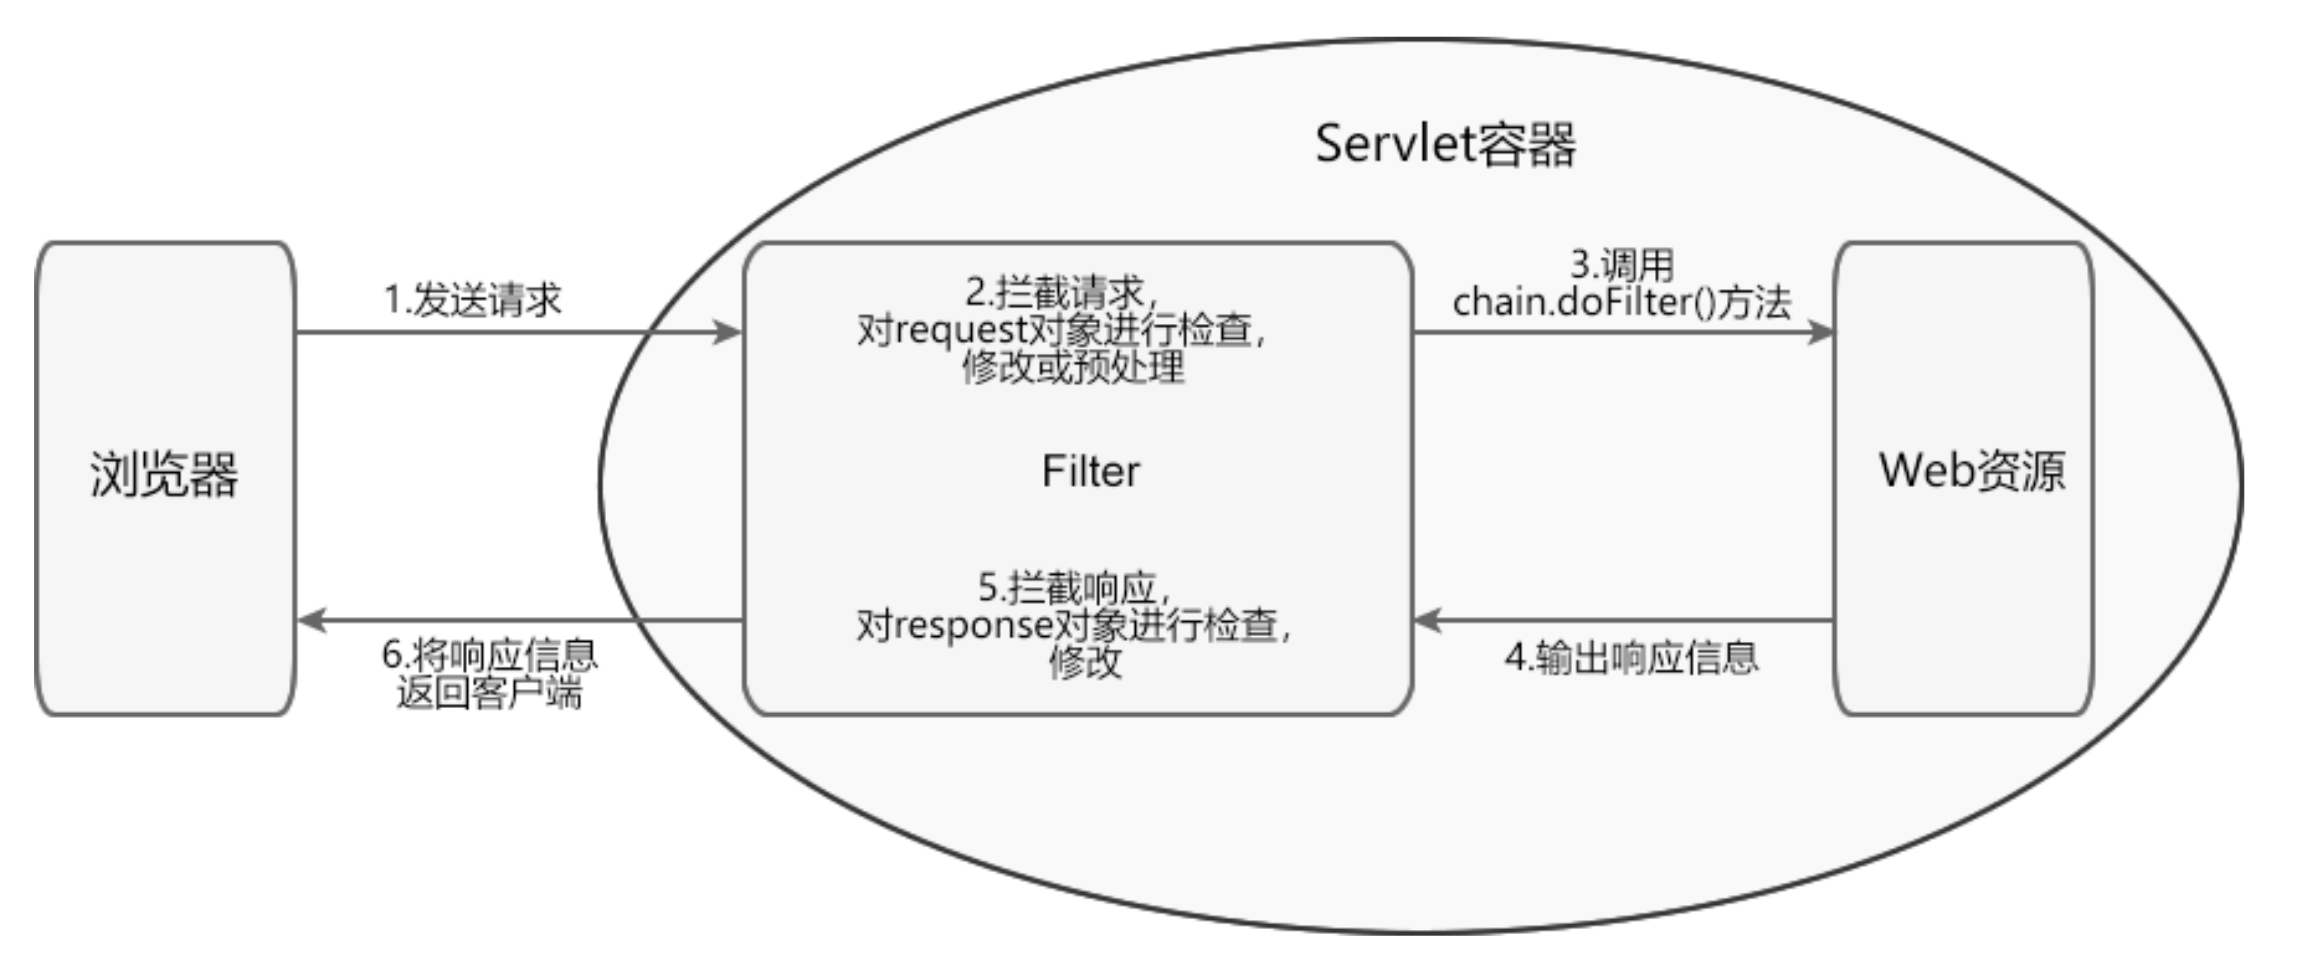 Servlet容器
浏览器
1.发送请求
2.拦截请求,
对request对象进行检查,
修改或预处理
3.调用
chain.doFilter()方法
Filter
Web资源
4.输出响应信息
5.拦截响应,
对response对象进行检查,
修改
6.将响应信息
返回客户端